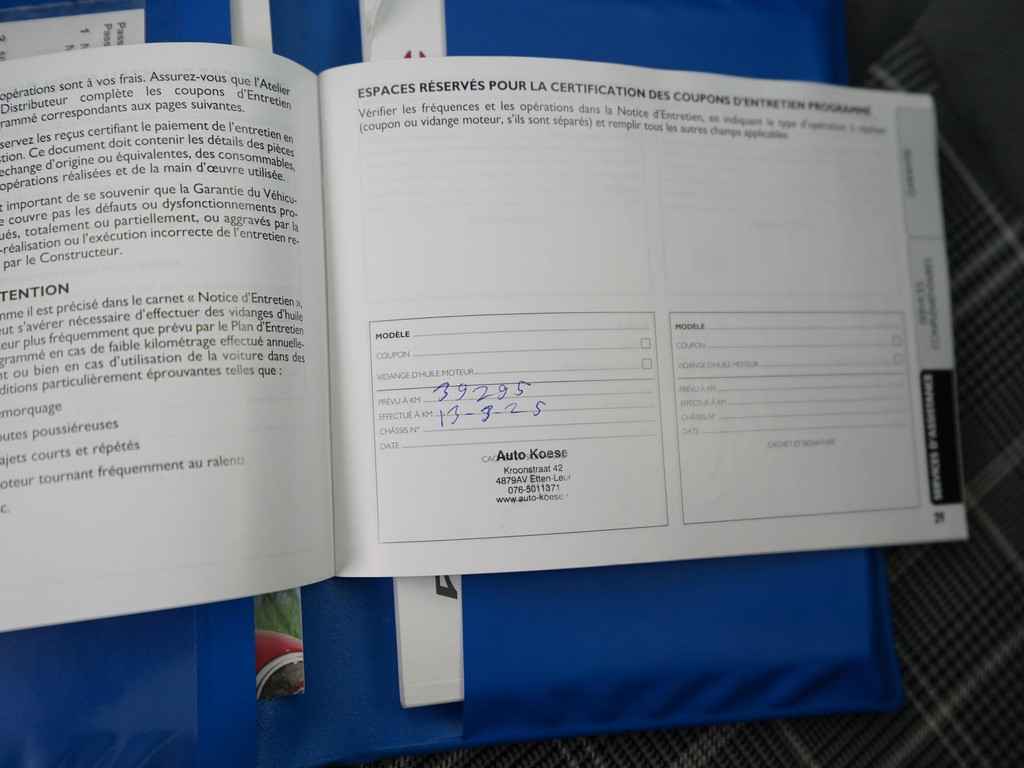 opérations sont à vos frais. Assurez-vous que l'Atelier
Distributeur complète les coupons d'Entretien
rammé correspondants aux pages suivantes.
servez les reçus certifiant le paiement de l'entretien en
tion. Ce document doit contenir les détails des pièces
echange d'origine ou équivalentes, des consommables,
opérations réalisées et de la main d'œuvre utilisée.
t important de se souvenir que la Garantie du Véhicu-
e couvre pas les défauts ou dysfonctionnements pro-
ués, totalement ou partiellement, ou aggravés par la
-réalisation ou l'exécution incorrecte de l'entretien re-
par le Constructeur.
TENTION
mme il est précisé dans le carnet « Notice d'Entretien »,
eut s'avérer nécessaire d'effectuer des vidanges d'huile
teur plus fréquemment que prévu par le Plan d'Entretien
grammé en cas de faible kilométrage effectué annuelle-
nt ou bien en cas d'utilisation de la voiture dans des
ditions particulièrement éprouvantes telles que :
emorquage
outes poussiéreuses
ajets courts et répétés
oteur tournant fréquemment au ralenti
c.
ESPACES RÉSERVÉS POUR LA CERTIFICATION DES COUPONS D'ENTRETIEN PROGRAMMÉ
Vérifier les fréquences et les opérations dans la Notice d'Entretien, en indiquant le type d'opération à réaliser
(coupon ou vidange moteur, s'ils sont séparés) et remplir tous les autres champs applicables.
MODÈLE
COUPON
VIDANGE D'HUILE MOTEUR
PRÉVU À KM 39295
EFFECTUÉ À KM 13-3-25
CHÂSSIS N°
DATE
Auto Koese
Kroonstraat 42
4879AV Etten-Leur
076-5011371
www.auto-koese
MODÈLE
COUPON
VIDANGE D'HUILE MOTEUR
PRÉVU À KM
EFFECTUÉ À KM
CHÂSSIS N°
DATE
CACHET ET SIGNATURE
SERVICES D'ASSISTANCE